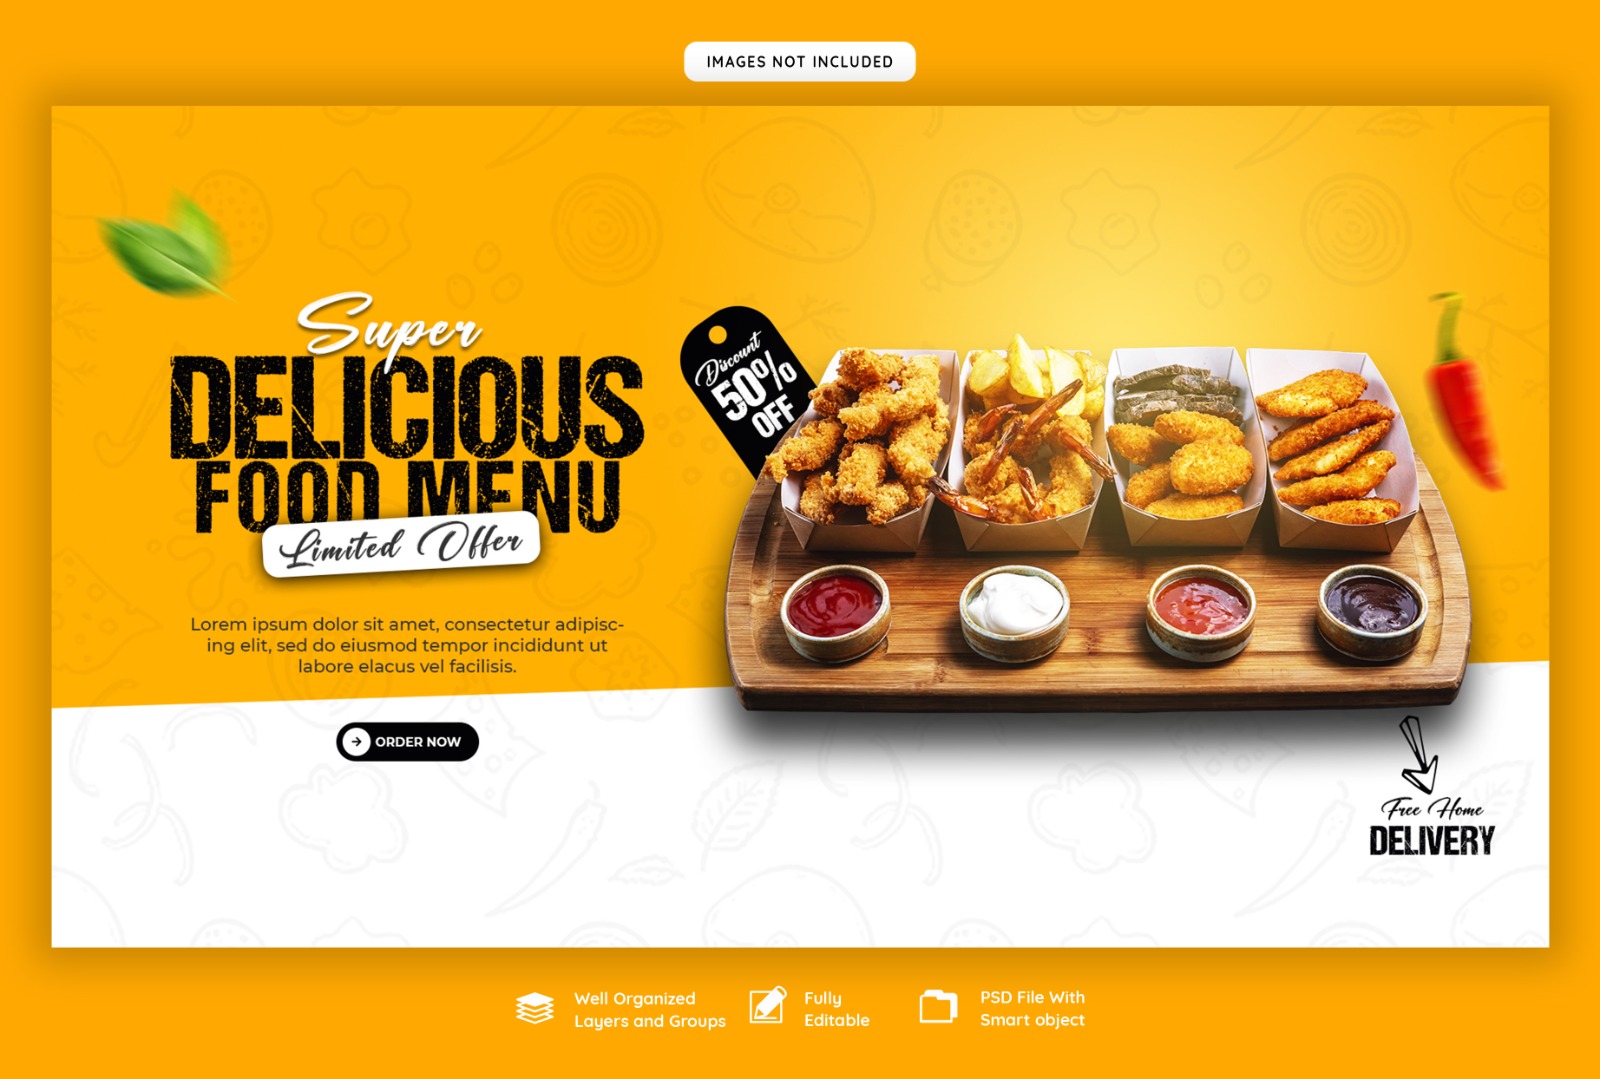 IMAGES NOT INCLUDED
Super
DELICIOUS
FOOD MENU
Limited Offer
Lorem ipsum dolor sit amet, consectetur adipisc-
ing elit, sed do eiusmod tempor incididunt ut
labore elacus vel facilisis.
ORDER NOW
Discount
50%
OFF
Free Home
DELIVERY
Well Organized
Layers and Groups
Fully
Editable
PSD File With
Smart object